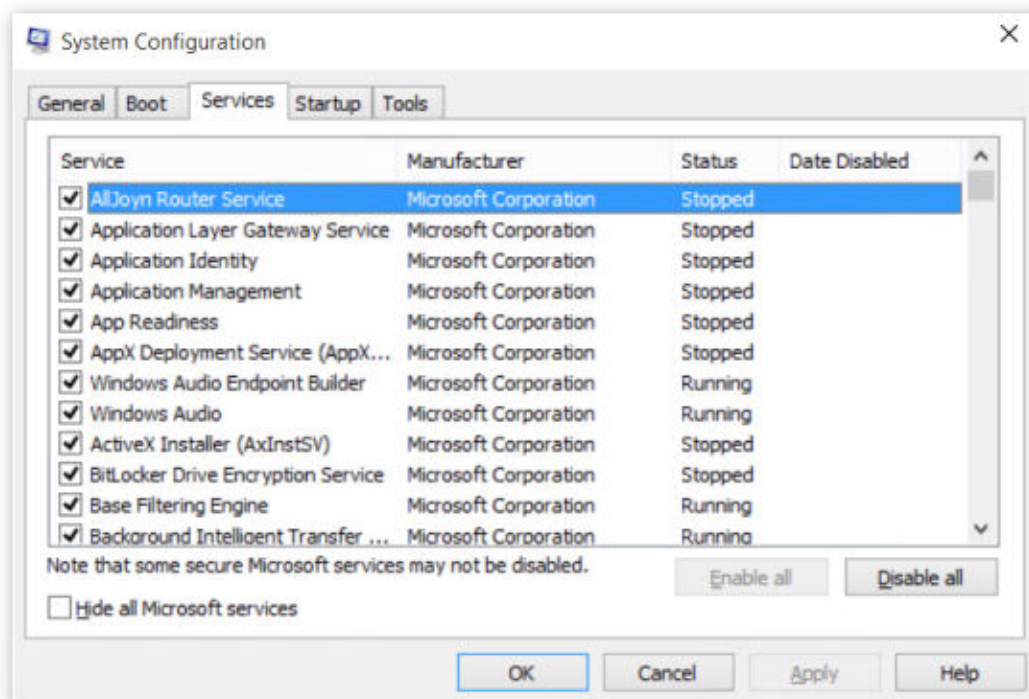 System Configuration
General Boot Services Startup Tools
Service Manufacturer Status Date Disabled
AllJoyn Router Service Microsoft Corporation Stopped
Application Layer Gateway Service Microsoft Corporation Stopped
Application Identity Microsoft Corporation Stopped
Application Management Microsoft Corporation Stopped
App Readiness Microsoft Corporation Stopped
AppX Deployment Service (AppX... Microsoft Corporation Stopped
Windows Audio Endpoint Builder Microsoft Corporation Running
Windows Audio Microsoft Corporation Running
ActiveX Installer (AxInstSV) Microsoft Corporation Stopped
BitLocker Drive Encryption Service Microsoft Corporation Stopped
Base Filtering Engine Microsoft Corporation Running
Background Intelligent Transfer ... Microsoft Corporation Running
Note that some secure Microsoft services may not be disabled.
Enable all Disable all
Hide all Microsoft services
OK Cancel Apply Help